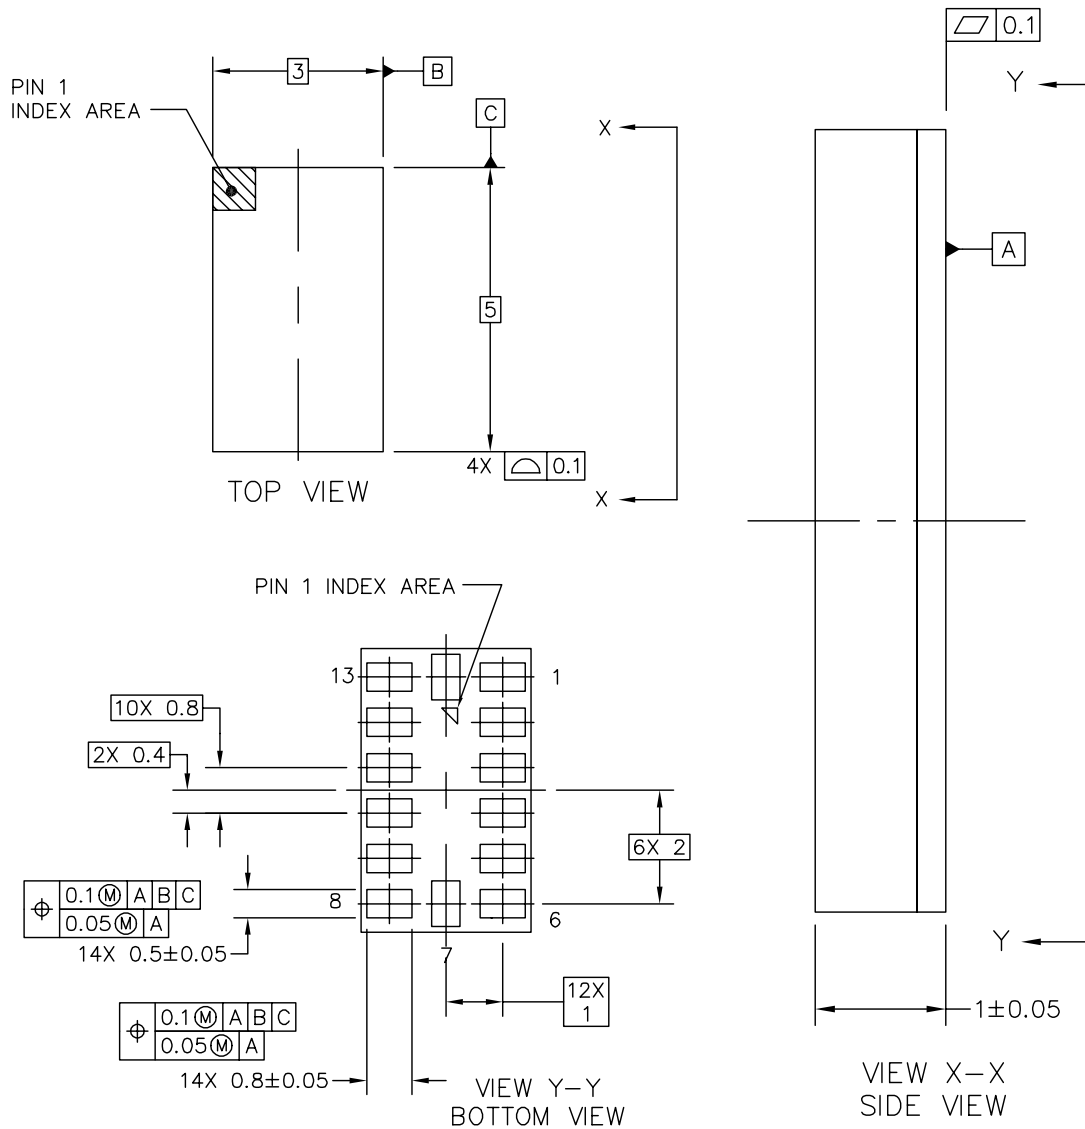 0.1
3
B
Y
PIN 1
INDEX AREA
C
X
A
5
4X 0.1
TOP VIEW
X
PIN 1 INDEX AREA
13
1
10X 0.8
2X 0.4
6X 2
0.1 Ⓜ A B C
0.05 Ⓜ A
14X 0.5±0.05
8
6
7
Y
12X
1
1±0.05
0.1 Ⓜ A B C
0.05 Ⓜ A
14X 0.8±0.05
VIEW Y-Y
BOTTOM VIEW
VIEW X-X
SIDE VIEW